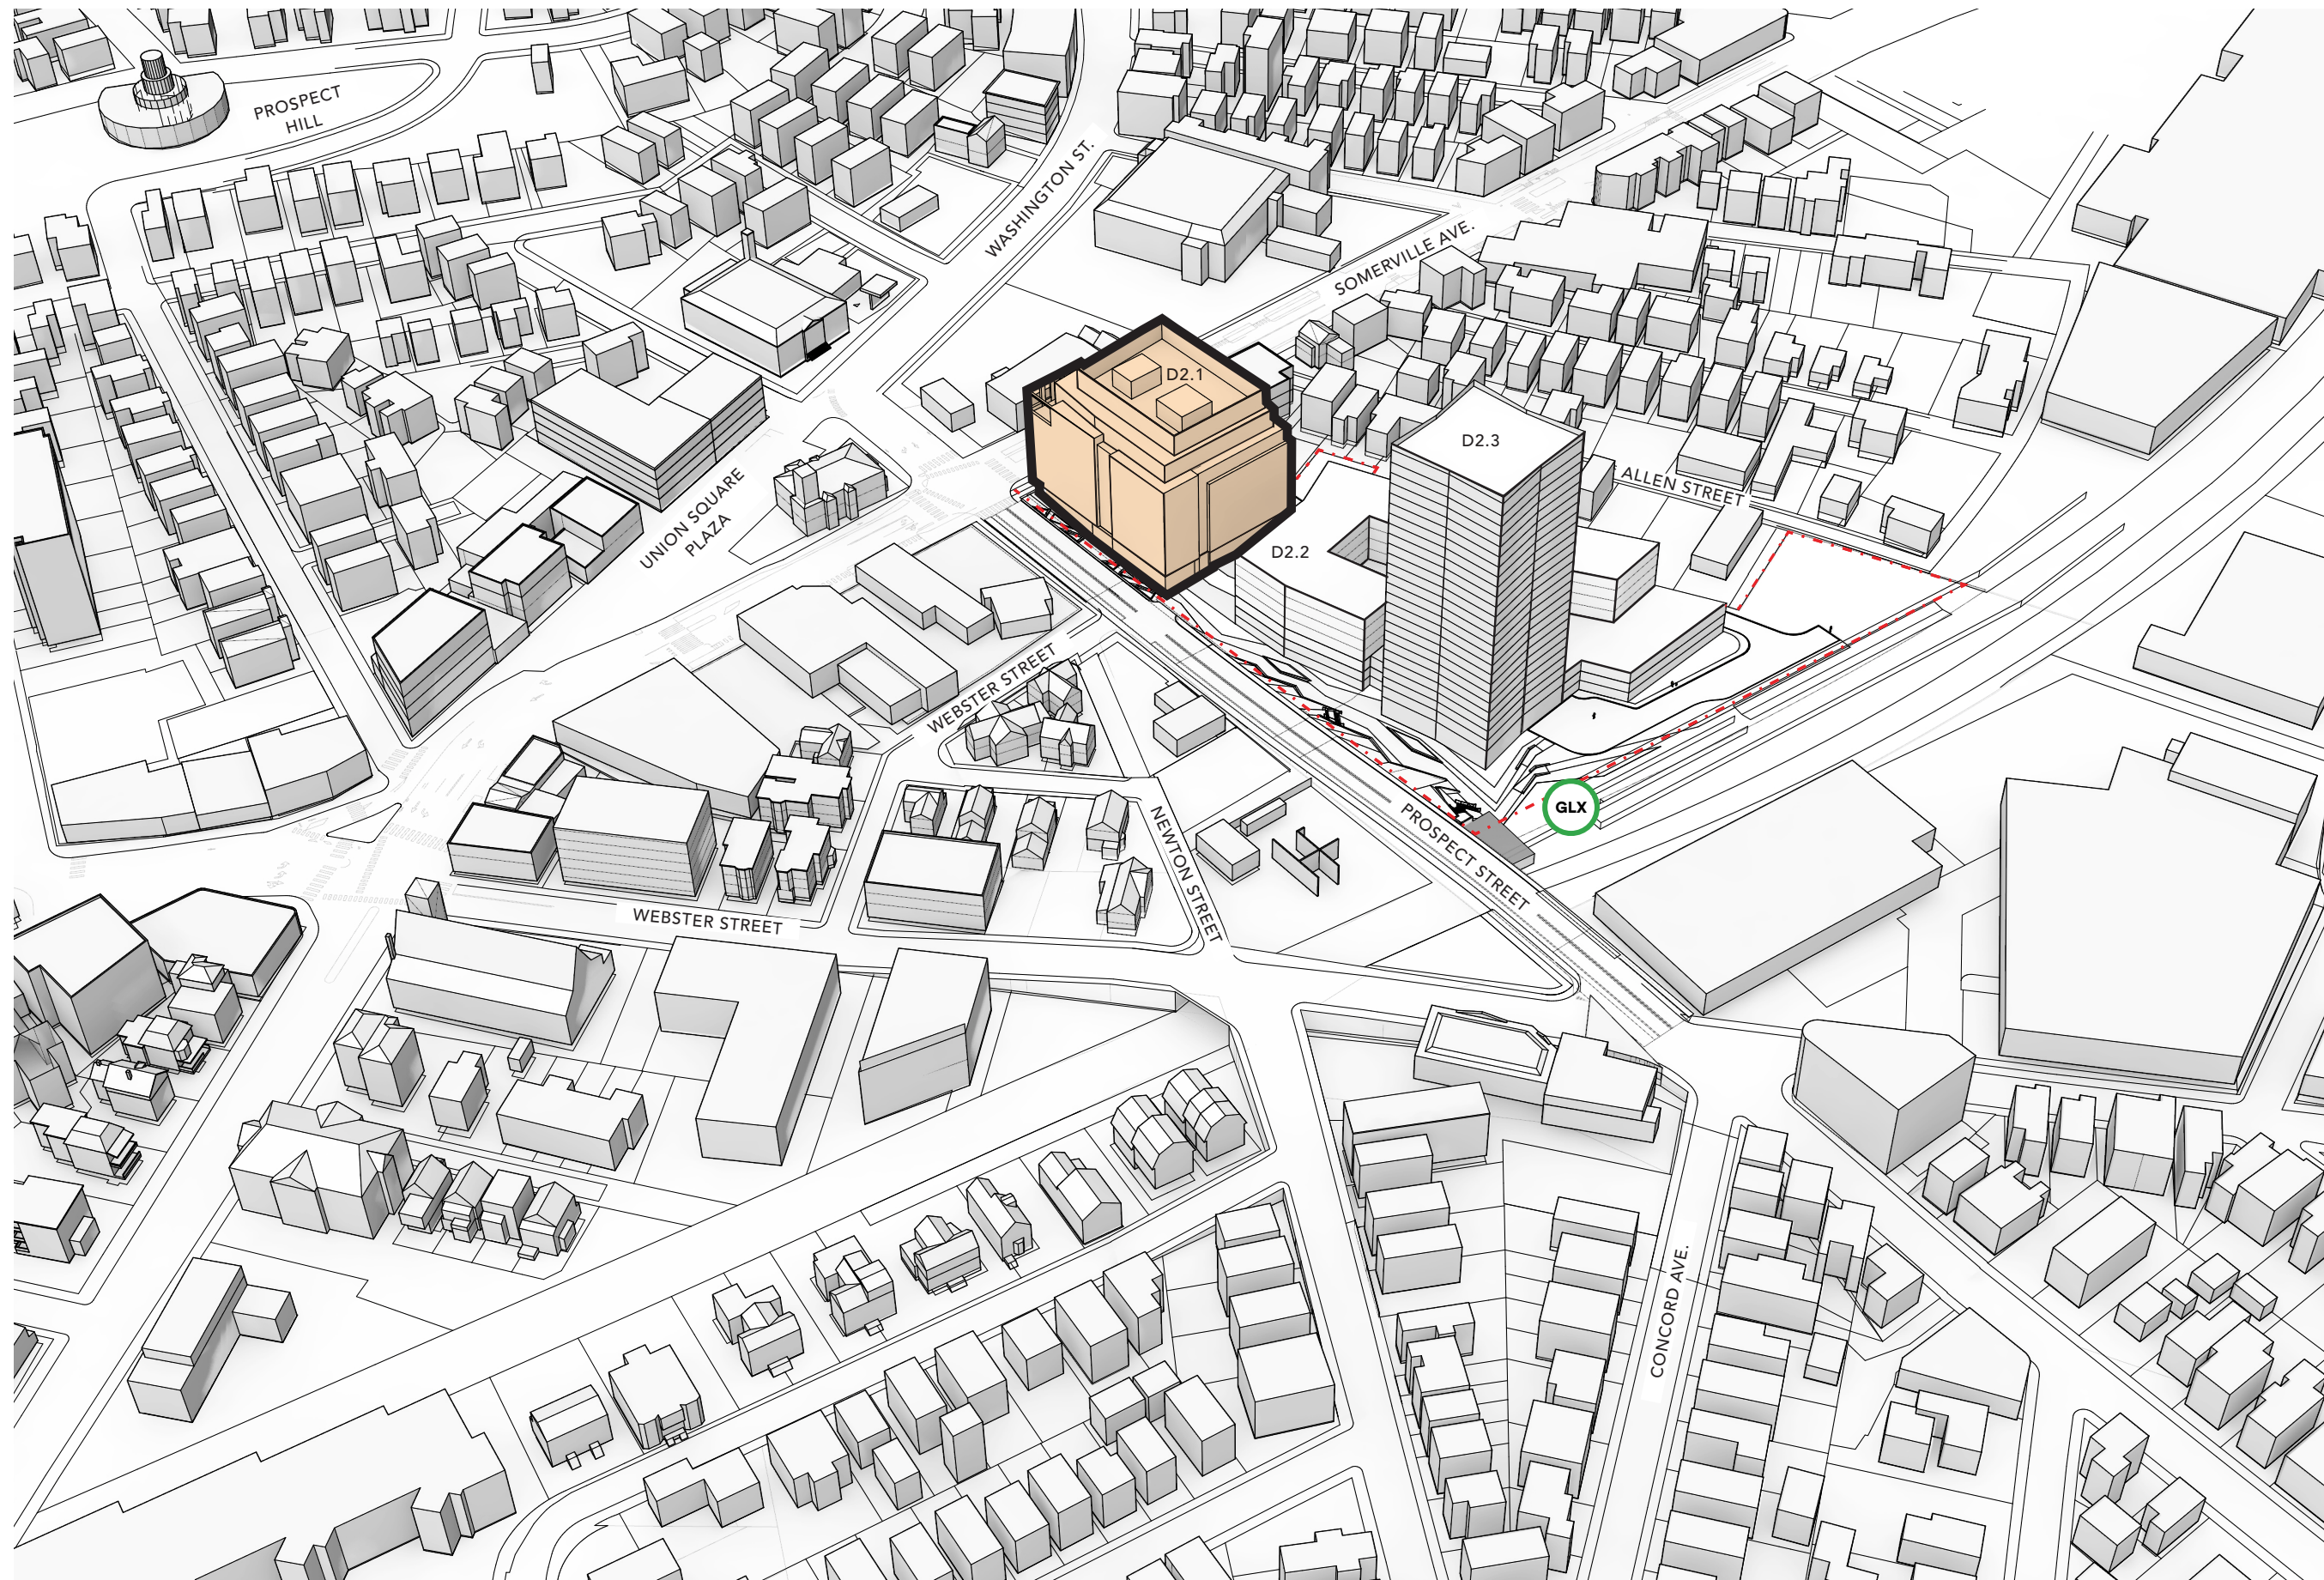 PROSPECT
HILL
WASHINGTON ST.
SOMERVILLE AVE.
D2.1
D2.3
ALLEN STREET
UNION SQUARE
PLAZA
D2.2
WEBSTER STREET
GLX
PROSPECT STREET
NEWTON STREET
WEBSTER STREET
CONCORD AVE.